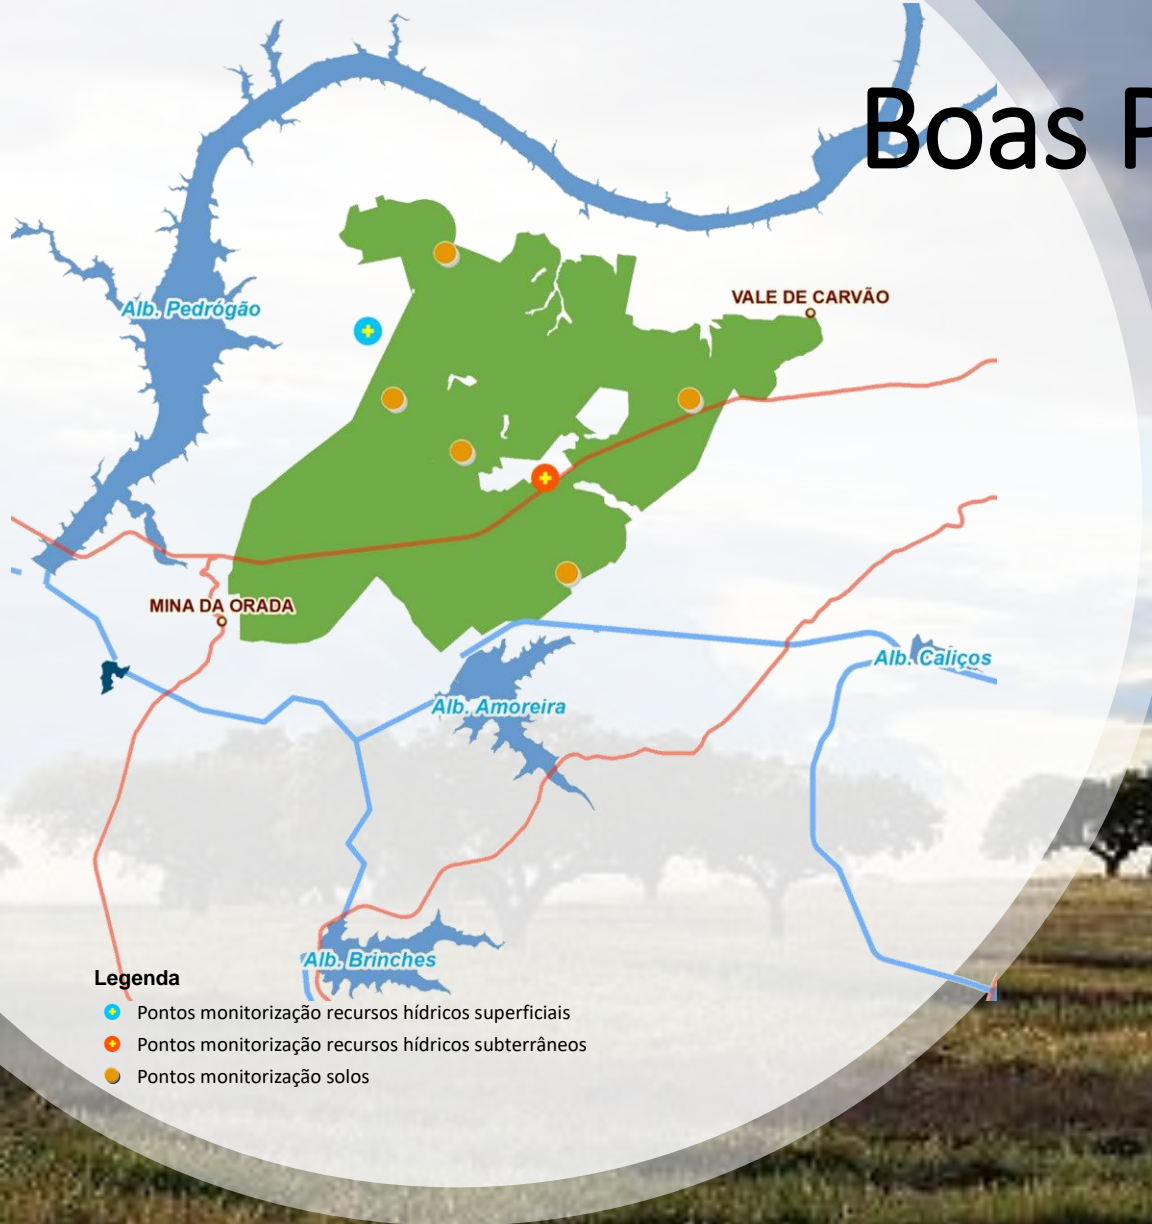 Boas P
Alb. Pedrógão
VALE DE CARVÃO
MINA DA ORADA
Alb. Caliços
Alb. Amoreira
Alb. Brinches
Legenda
Pontos monitorização recursos hídricos superficiais
Pontos monitorização recursos hídricos subterrâneos
Pontos monitorização solos